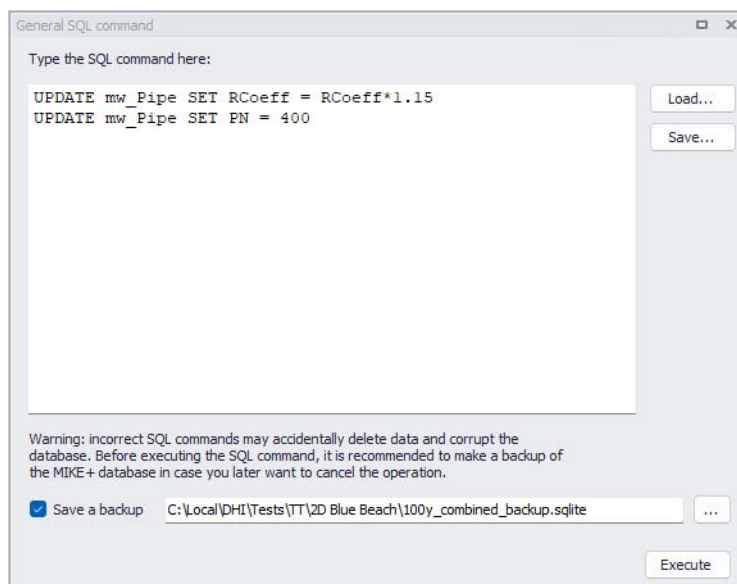 General SQL command
Type the SQL command here:
UPDATE mw_Pipe SET RCoeff = RCoeff*1.15
UPDATE mw_Pipe SET PN = 400
Load...
Save...
Warning: incorrect SQL commands may accidentally delete data and corrupt the
database. Before executing the SQL command, it is recommended to make a backup of
the MIKE+ database in case you later want to cancel the operation.
Save a backup C:\Local\DHI\Tests\TT\2D Blue Beach\100y_combined_backup.sqlite ...
Execute